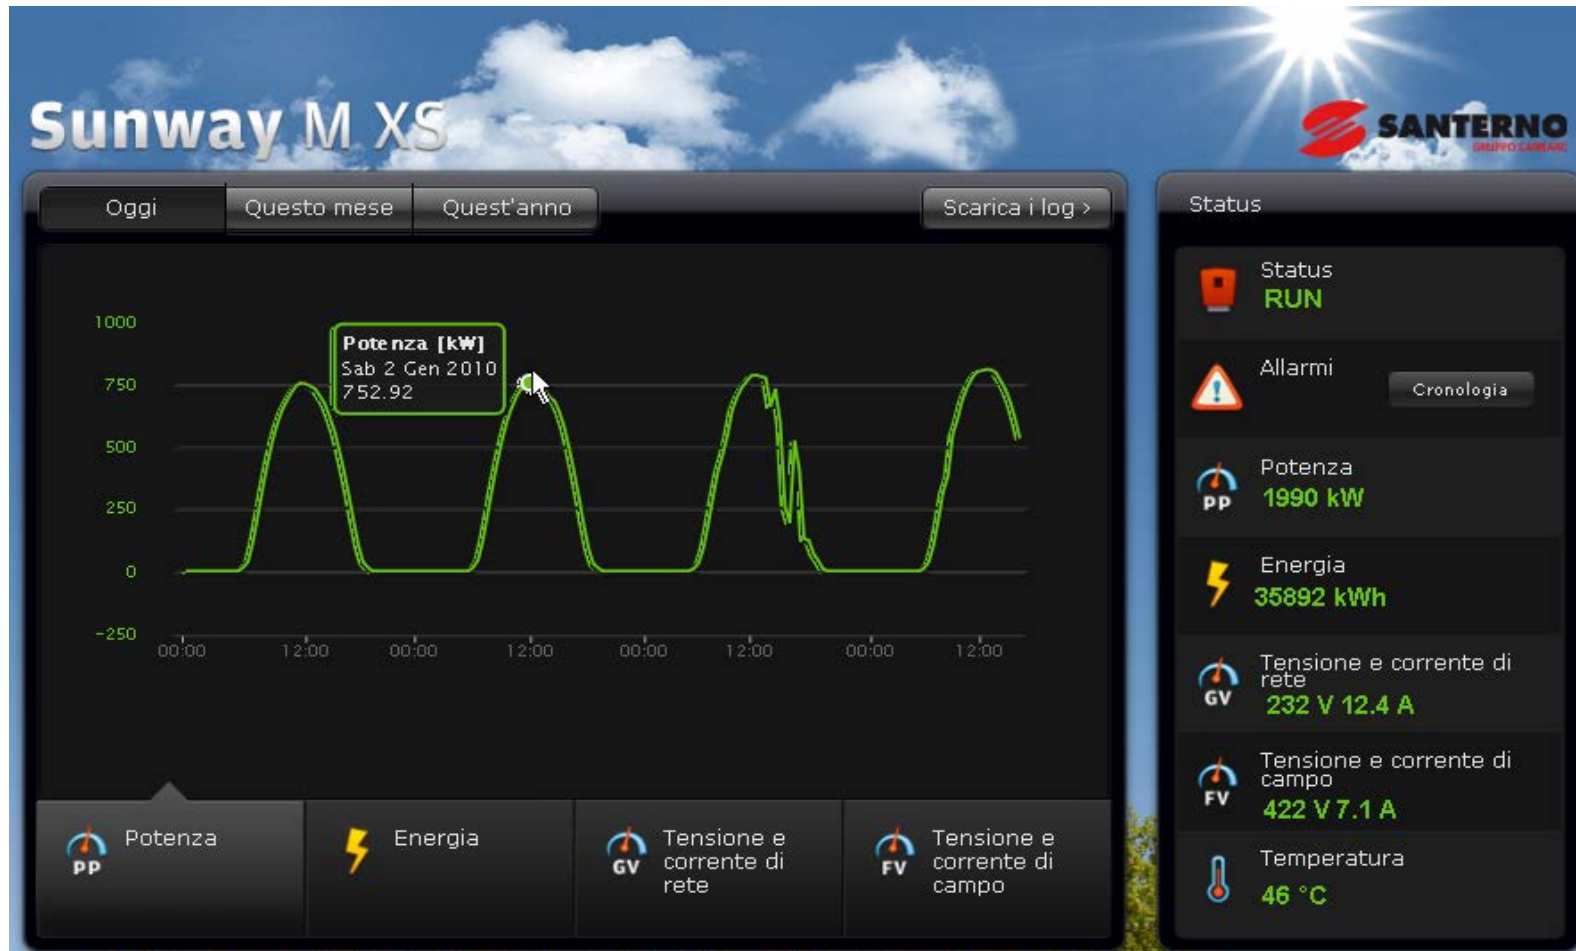 Sunway M XS
SANTERNO
GRUPPO CARRARO
Oggi
Questo mese
Quest'anno
Scarica i log >
1000
750
500
250
0
-250
Potenza [kW]
Sab 2 Gen 2010
752.92
00:00
12:00
00:00
12:00
00:00
12:00
00:00
12:00
PP
Potenza
Energia
GV
Tensione e
corrente di
rete
FV
Tensione e
corrente di
campo
Status
Status
RUN
Allarmi
Cronologia
PP
Potenza
1990 kW
Energia
35892 kWh
GV
Tensione e corrente di
rete
232 V 12.4 A
FV
Tensione e corrente di
campo
422 V 7.1 A
Temperatura
46 °C